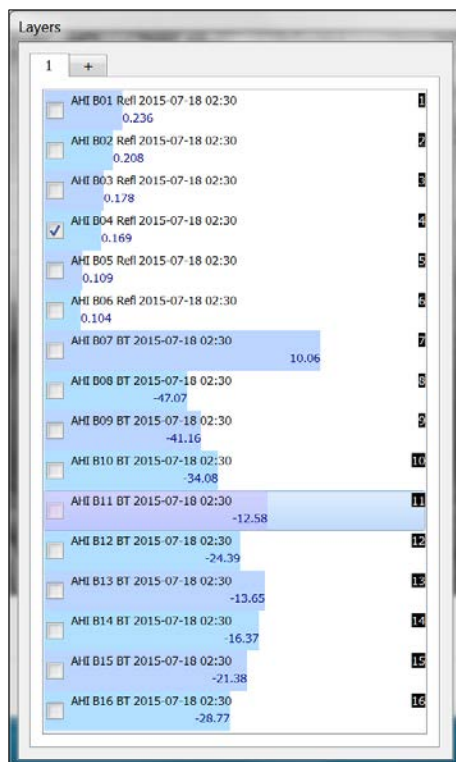 Layers
1 +
AHI B01 Refl 2015-07-18 02:30 1
0.236
AHI B02 Refl 2015-07-18 02:30 2
0.208
AHI B03 Refl 2015-07-18 02:30 3
0.178
AHI B04 Refl 2015-07-18 02:30 4
0.169
AHI B05 Refl 2015-07-18 02:30 5
0.109
AHI B06 Refl 2015-07-18 02:30 6
0.104
AHI B07 BT 2015-07-18 02:30 7
10.06
AHI B08 BT 2015-07-18 02:30 8
-47.07
AHI B09 BT 2015-07-18 02:30 9
-41.16
AHI B10 BT 2015-07-18 02:30 10
-34.08
AHI B11 BT 2015-07-18 02:30 11
-12.58
AHI B12 BT 2015-07-18 02:30 12
-24.39
AHI B13 BT 2015-07-18 02:30 13
-13.65
AHI B14 BT 2015-07-18 02:30 14
-16.37
AHI B15 BT 2015-07-18 02:30 15
-21.38
AHI B16 BT 2015-07-18 02:30 16
-28.77